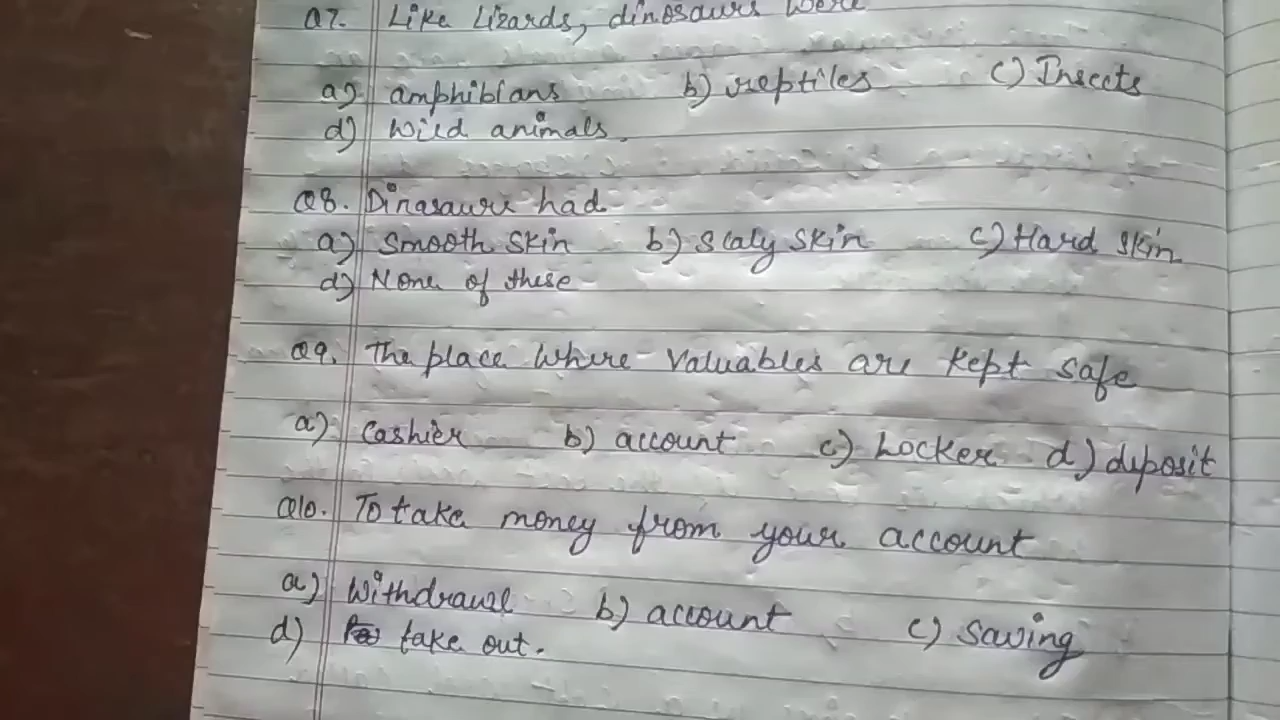 Q7. Like Lizards, dinosaurs were
a) amphibians b) reptiles c) Insects
d) Wild animals.
Q8. Dinasaurs had
a) Smooth Skin b) Scaly Skin c) Hard Skin
d) None of these
Q9. The place Where Valuables are kept safe
a) Cashier b) account c) Locker d) deposit
Q10. To take money from your account
a) Withdrawl b) account c) Saving
d) take out.